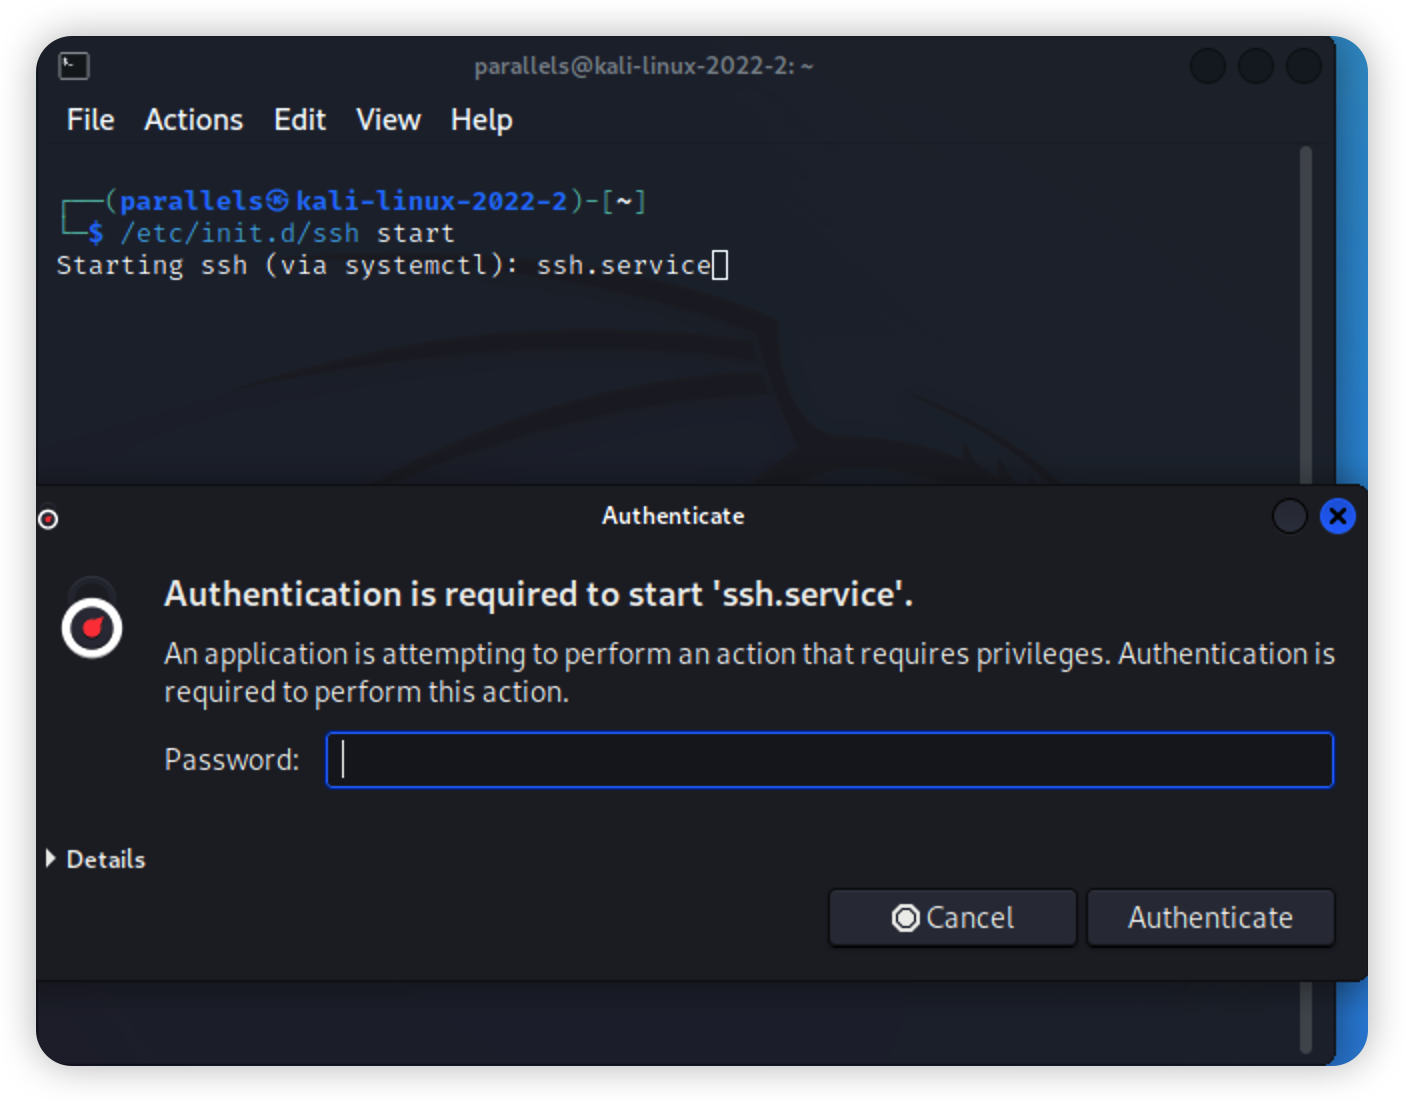 parallels@kali-linux-2022-2: ~
File Actions Edit View Help
┌──(parallels㉿kali-linux-2022-2)-[~]
└─$ /etc/init.d/ssh start
Starting ssh (via systemctl): ssh.service
Authenticate
Authentication is required to start 'ssh.service'.
An application is attempting to perform an action that requires privileges. Authentication is
required to perform this action.
Password:
Details
Cancel Authenticate